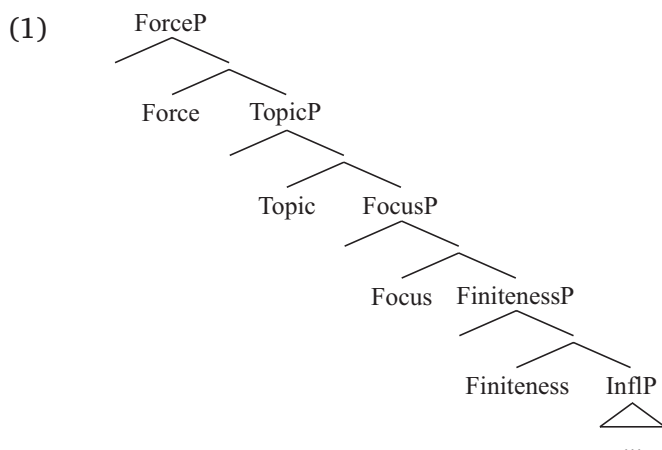 (1)
ForceP
Force TopicP
Topic FocusP
Focus FinitenessP
Finiteness InflP
...